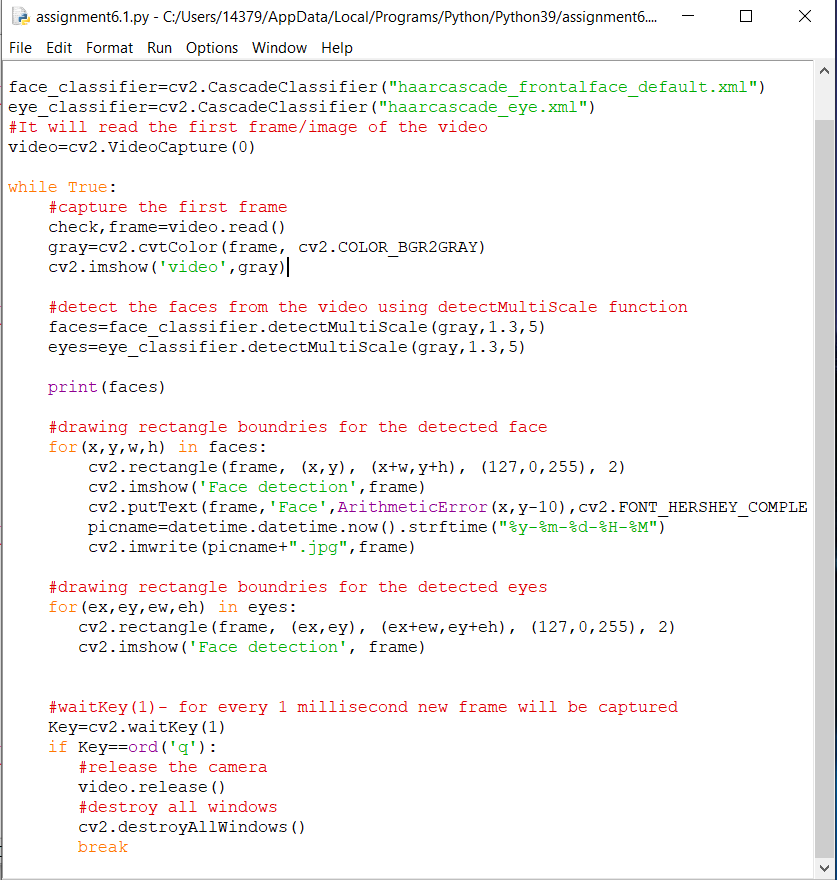 assignment6.1.py - C:/Users/14379/AppData/Local/Programs/Python/Python39/assignment6....
File Edit Format Run Options Window Help
face_classifier=cv2.CascadeClassifier("haarcascade_frontalface_default.xml")
eye_classifier=cv2.CascadeClassifier("haarcascade_eye.xml")
#It will read the first frame/image of the video
video=cv2.VideoCapture(0)
while True:
    #capture the first frame
    check,frame=video.read()
    gray=cv2.cvtColor(frame, cv2.COLOR_BGR2GRAY)
    cv2.imshow('video',gray)
    #detect the faces from the video using detectMultiScale function
    faces=face_classifier.detectMultiScale(gray,1.3,5)
    eyes=eye_classifier.detectMultiScale(gray,1.3,5)
    print(faces)
    #drawing rectangle boundries for the detected face
    for(x,y,w,h) in faces:
        cv2.rectangle(frame, (x,y), (x+w,y+h), (127,0,255), 2)
        cv2.imshow('Face detection',frame)
        cv2.putText(frame,'Face',ArithmeticError(x,y-10),cv2.FONT_HERSHEY_COMPLE
        picname=datetime.datetime.now().strftime("%y-%m-%d-%H-%M")
        cv2.imwrite(picname+".jpg",frame)
    #drawing rectangle boundries for the detected eyes
    for(ex,ey,ew,eh) in eyes:
       cv2.rectangle(frame, (ex,ey), (ex+ew,ey+eh), (127,0,255), 2)
       cv2.imshow('Face detection', frame)
    #waitKey(1)- for every 1 millisecond new frame will be captured
    Key=cv2.waitKey(1)
    if Key==ord('q'):
       #release the camera
       video.release()
       #destroy all windows
       cv2.destroyAllWindows()
       break